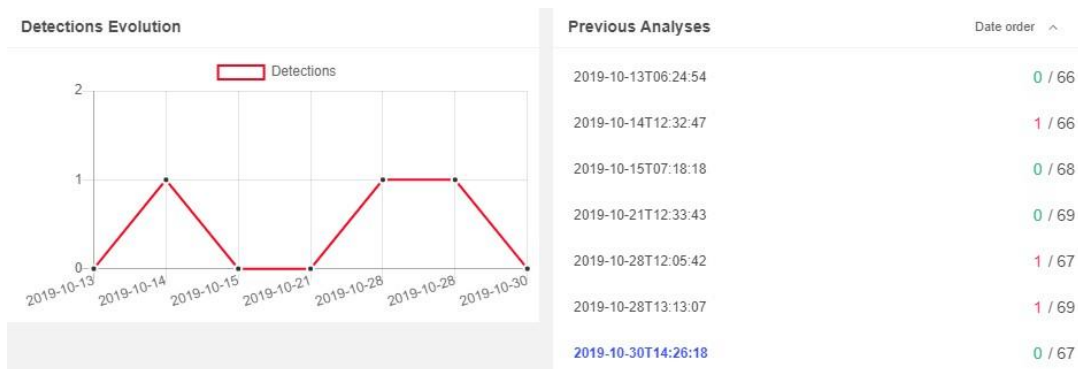 Detections Evolution
Detections
2
1
0
2019-10-13
2019-10-14
2019-10-15
2019-10-21
2019-10-28
2019-10-28
2019-10-30
Previous Analyses
Date order
2019-10-13T06:24:54 0 / 66
2019-10-14T12:32:47 1 / 66
2019-10-15T07:18:18 0 / 68
2019-10-21T12:33:43 0 / 69
2019-10-28T12:05:42 1 / 67
2019-10-28T13:13:07 1 / 69
2019-10-30T14:26:18 0 / 67